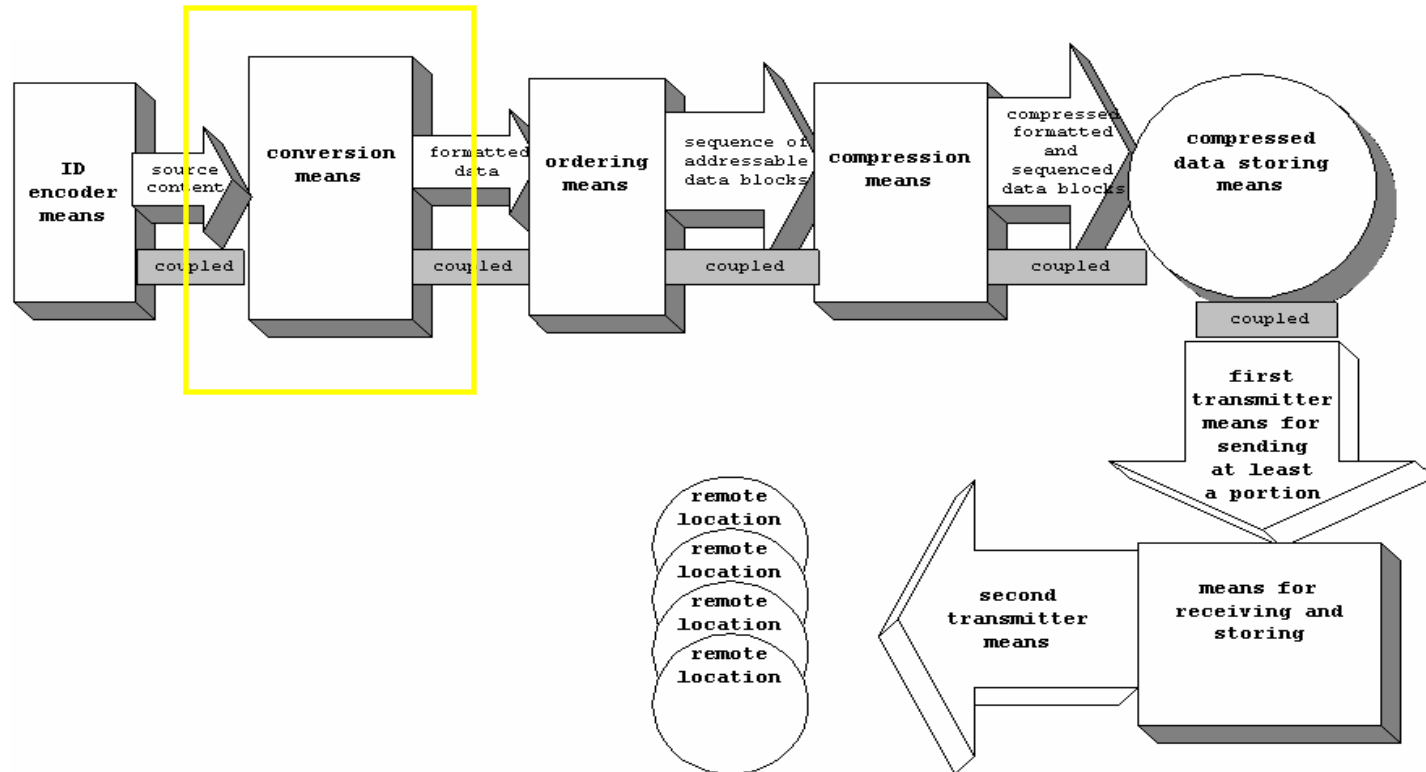 ID
encoder
means
source
content
coupled
conversion
means
formatted
data
coupled
ordering
means
sequence of
addressable
data blocks
coupled
compression
means
compressed
formatted
and
sequenced
data blocks
coupled
compressed
data storing
means
coupled
first
transmitter
means for
sending
at least
a portion
means for
receiving and
storing
second
transmitter
means
remote
location
remote
location
remote
location
remote
location